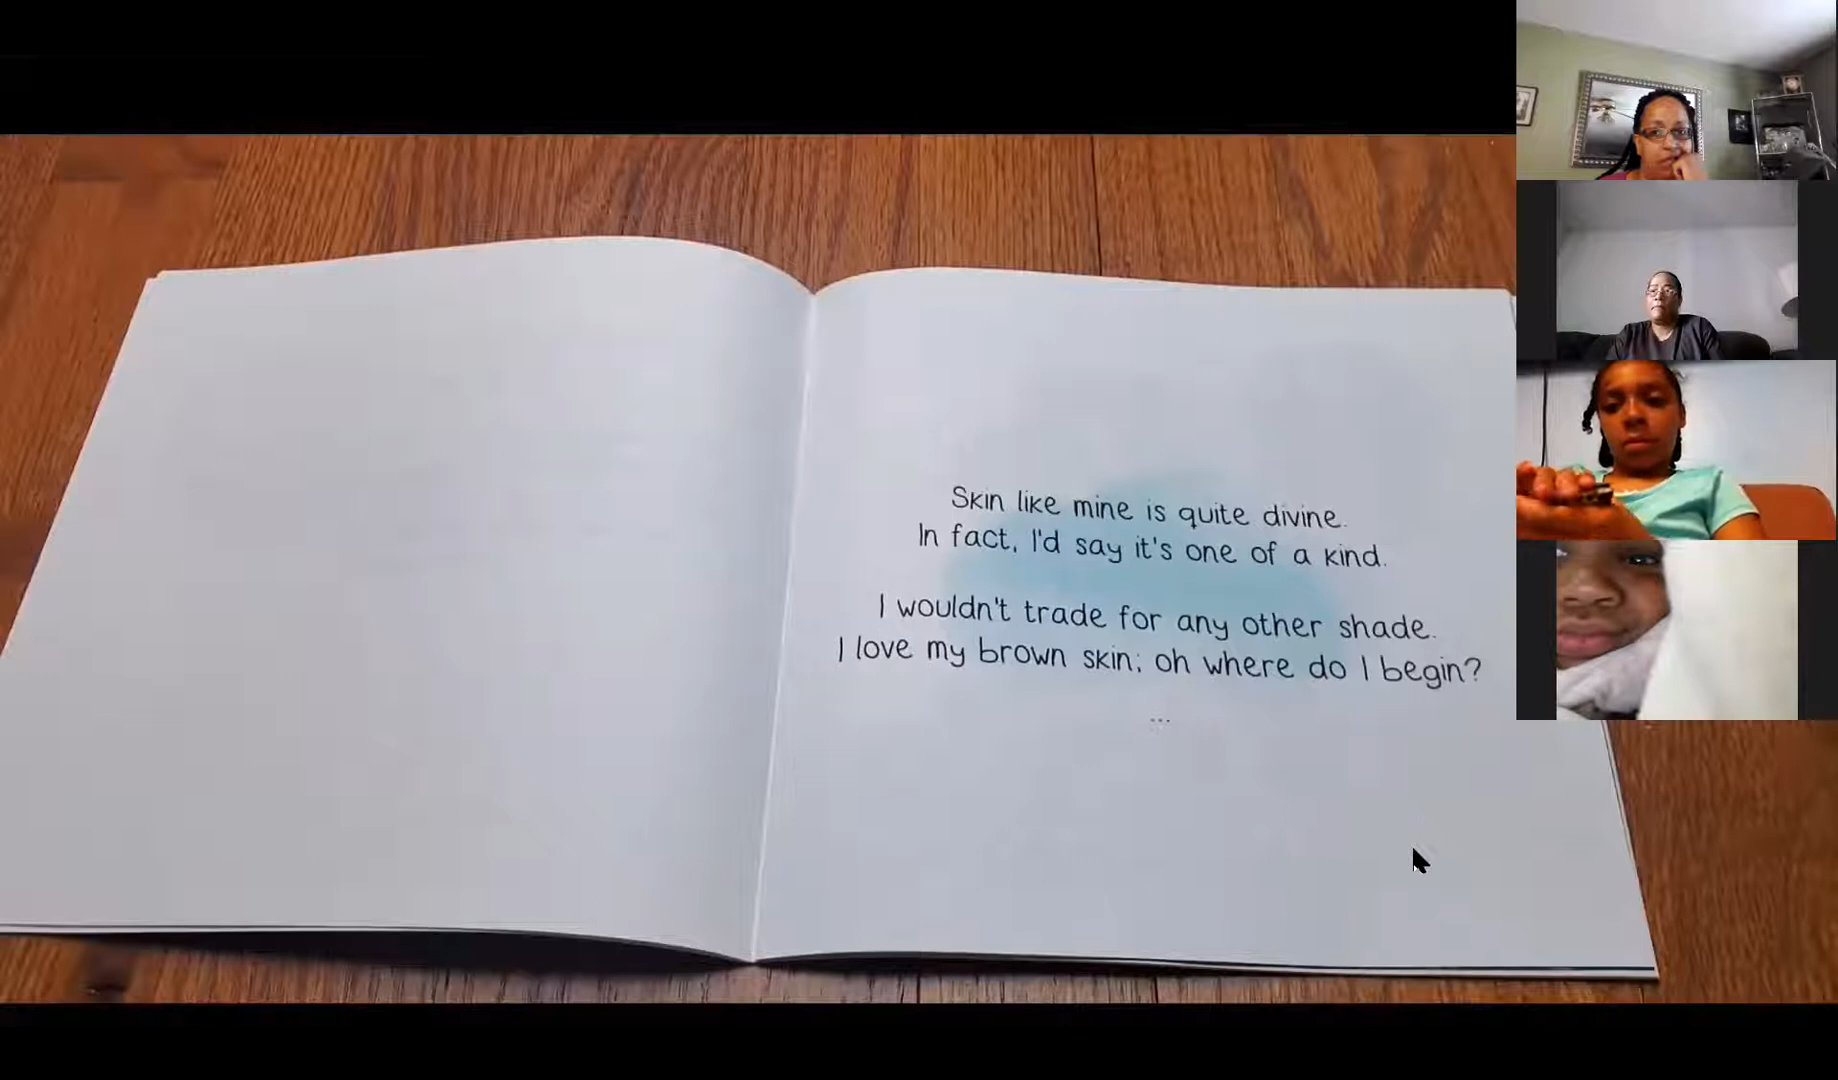 Skin like mine is quite divine.
In fact, I'd say it's one of a kind.
I wouldn't trade for any other shade.
I love my brown skin; oh where do I begin?
...